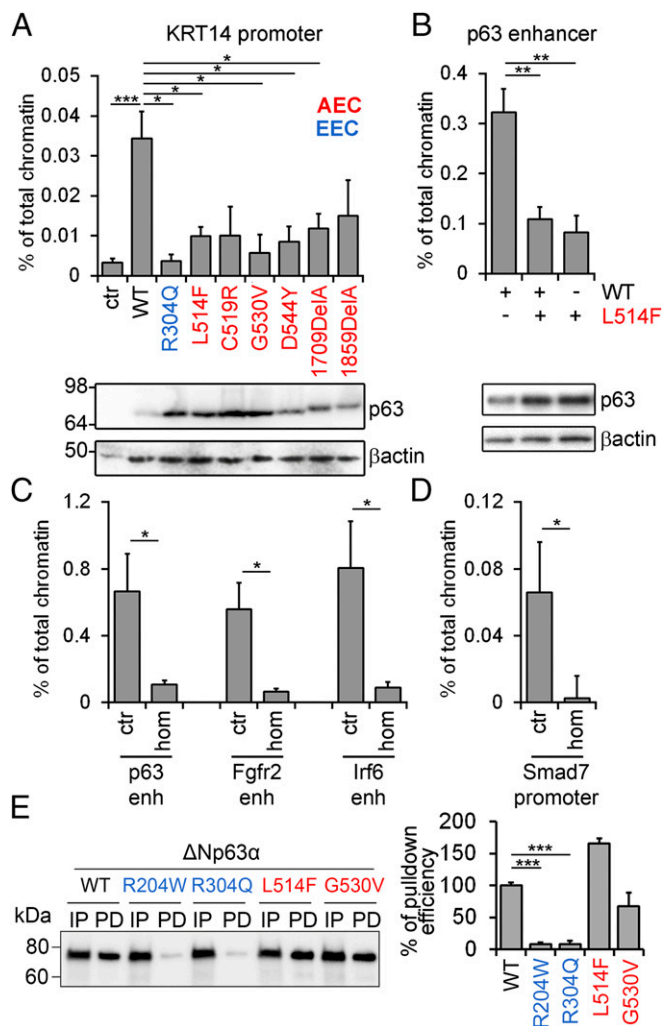 A
KRT14 promoter
% of total chromatin
0.05
0.04
0.03
0.02
0.01
0
***
*
*
*
*
*
AEC
EEC
ctr
WT
R304Q
L514F
C519R
G530V
D544Y
1709DelA
1859DelA
98
64
p63
50
βactin
B
p63 enhancer
% of total chromatin
0.4
0.3
0.2
0.1
0
**
**
+ + - WT
- + + L514F
p63
βactin
C
% of total chromatin
1.2
0.8
0.4
0
*
*
*
ctr hom ctr hom ctr hom
p63 enh
Fgfr2 enh
Irf6 enh
D
% of total chromatin
0.12
0.08
0.04
0
*
ctr hom
Smad7
promoter
E
ΔNp63α
WT R204W R304Q L514F G530V
kDa IP PD IP PD IP PD IP PD IP PD
80
60
% of pulldown
efficiency
200
150
100
50
0
***
***
WT
R204W
R304Q
L514F
G530V